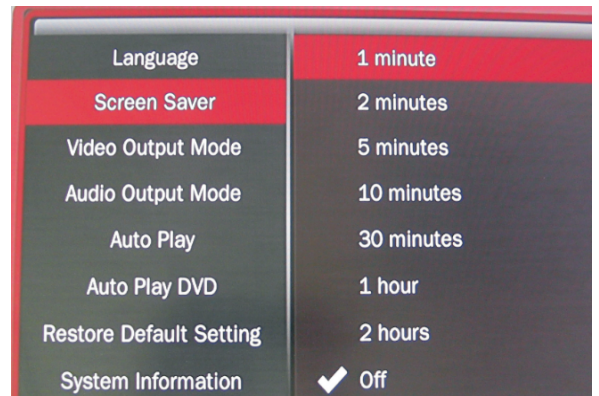 Language
Screen Saver
Video Output Mode
Audio Output Mode
Auto Play
Auto Play DVD
Restore Default Setting
System Information
1 minute
2 minutes
5 minutes
10 minutes
30 minutes
1 hour
2 hours
Off